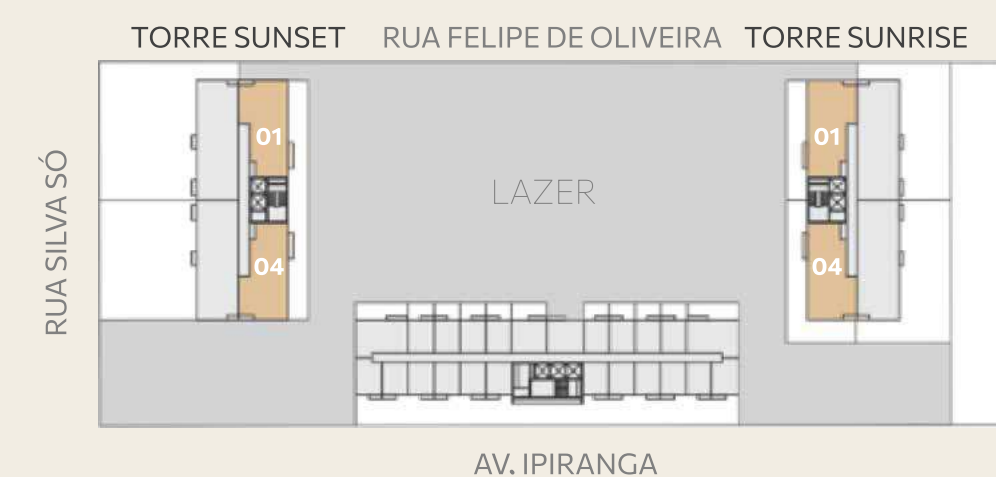 TORRE SUNSET RUA FELIPE DE OLIVEIRA TORRE SUNRISE
01 01
RUA SILVA SÓ
LAZER
04 04
AV. IPIRANGA